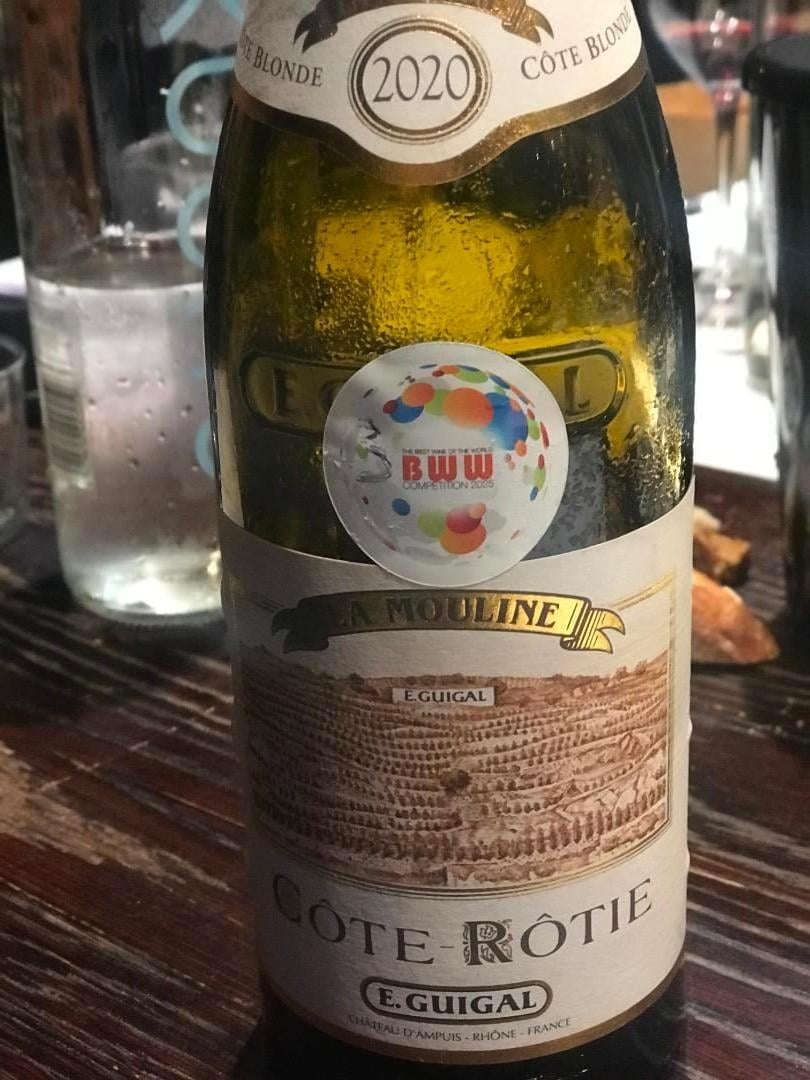 CÔTE BLONDE
2020
CÔTE BLONDE
E G L
THE BEST WINE OF THE WORLD
BWW
COMPETITION 2025
LA MOULINE
E.GUIGAL
CÔTE-RÔTIE
E.GUIGAL
CHÂTEAU D'AMPUIS - RHÔNE - FRANCE